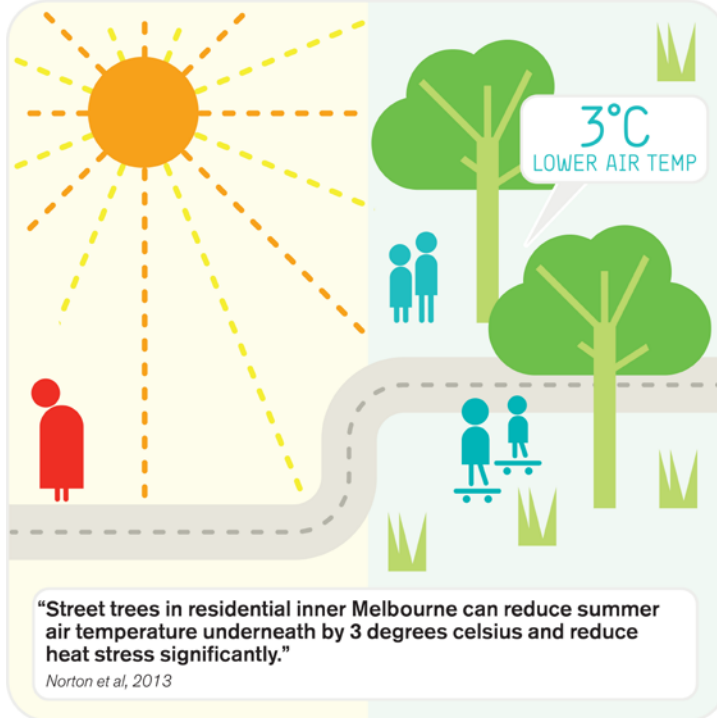 3°C
LOWER AIR TEMP
“Street trees in residential inner Melbourne can reduce summer
air temperature underneath by 3 degrees celsius and reduce
heat stress significantly.”
Norton et al, 2013